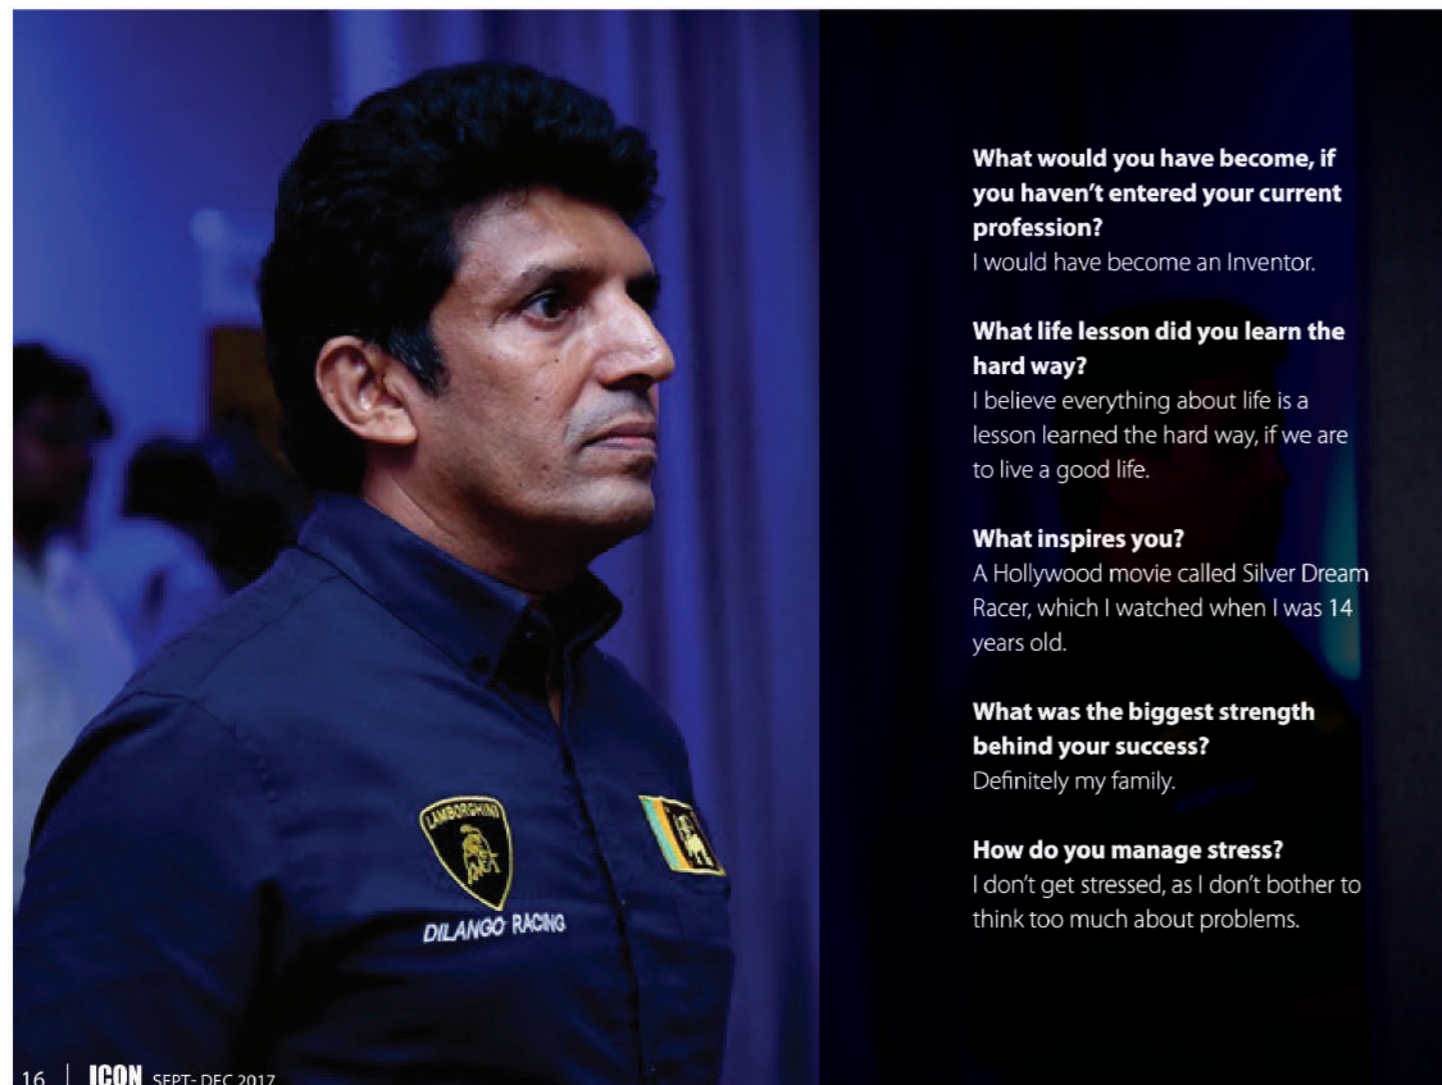 What would you have become, if
you haven’t entered your current
profession?
I would have become an Inventor.
What life lesson did you learn the
hard way?
I believe everything about life is a
lesson learned the hard way, if we are
to live a good life.
What inspires you?
A Hollywood movie called Silver Dream
Racer, which I watched when I was 14
years old.
What was the biggest strength
behind your success?
Definitely my family.
How do you manage stress?
I don’t get stressed, as I don’t bother to
think too much about problems.
LAMBORGHINI
DILANGO RACING
16 | ICON SEPT- DEC 2017